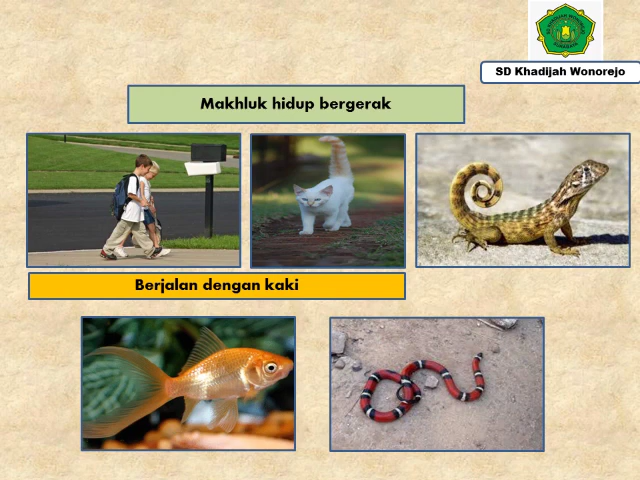 SD Khadijah Wonorejo
Makhluk hidup bergerak
Berjalan dengan kaki